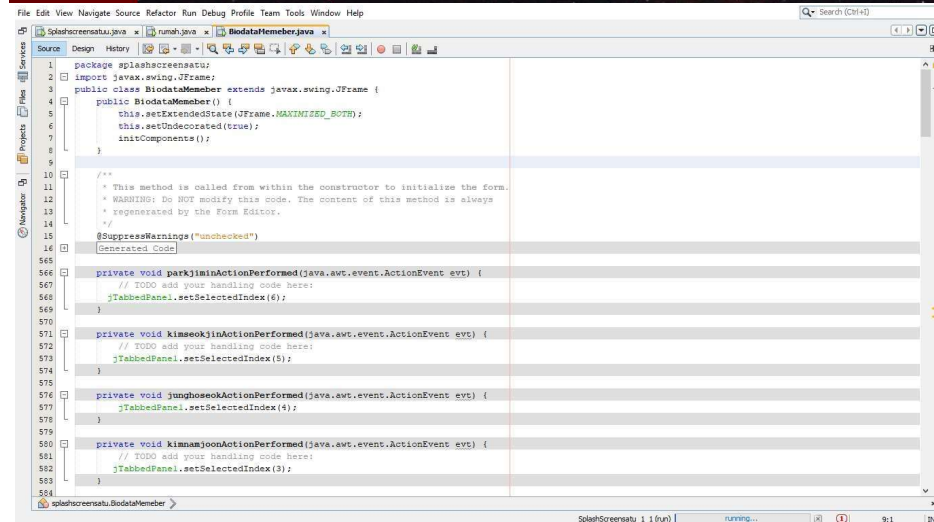 File Edit View Navigate Source Refactor Run Debug Profile Team Tools Window Help
Search (Ctrl+I)
Splashscreensatuu.java x rumah.java x BiodataMemeber.java x
Source Design History
Services
Files
Projects
Navigator
1 package splashscreensatu;
2 import javax.swing.JFrame;
3 public class BiodataMemeber extends javax.swing.JFrame {
4 public BiodataMemeber() {
5 this.setExtendedState(JFrame.MAXIMIZED_BOTH);
6 this.setUndecorated(true);
7 initComponents();
8 }
9
10 /**
11 * This method is called from within the constructor to initialize the form.
12 * WARNING: Do NOT modify this code. The content of this method is always
13 * regenerated by the Form Editor.
14 */
15 @SuppressWarnings("unchecked")
16 Generated Code
565
566 private void parkjiminActionPerformed(java.awt.event.ActionEvent evt) {
567 // TODO add your handling code here:
568 jTabbedPane1.setSelectedIndex(6);
569 }
570
571 private void kimseokjinActionPerformed(java.awt.event.ActionEvent evt) {
572 // TODO add your handling code here:
573 jTabbedPane1.setSelectedIndex(5);
574 }
575
576 private void junghoseokActionPerformed(java.awt.event.ActionEvent evt) {
577 jTabbedPane1.setSelectedIndex(4);
578 }
579
580 private void kimnamjoonActionPerformed(java.awt.event.ActionEvent evt) {
581 // TODO add your handling code here:
582 jTabbedPane1.setSelectedIndex(3);
583 }
584
splashscreensatu.BiodataMemeber
SplashScreensatu_1_1 (run) running... 1 9:1